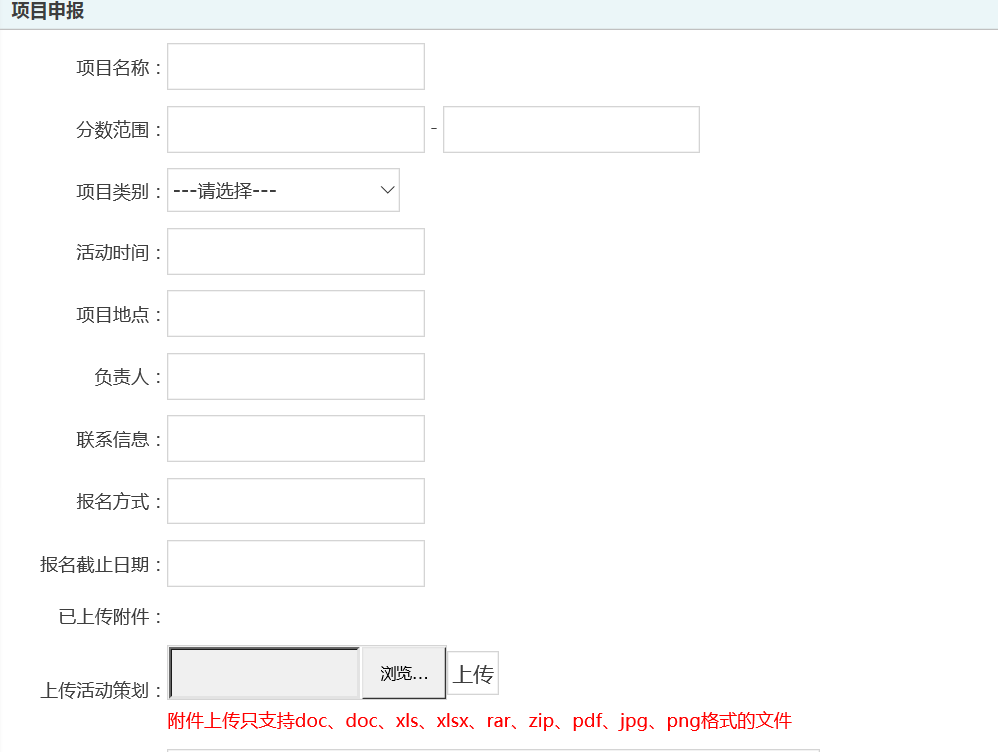 项目申报
项目名称：
分数范围： -
项目类别： ---请选择---
活动时间：
项目地点：
负责人：
联系信息：
报名方式：
报名截止日期：
已上传附件：
上传活动策划： 浏览... 上传
附件上传只支持doc、doc、xls、xlsx、rar、zip、pdf、jpg、png格式的文件